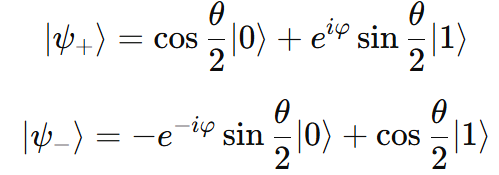 |ψ₊⟩ = cos θ/2 |0⟩ + e^{iφ} sin θ/2 |1⟩
|ψ₋⟩ = −e^{−iφ} sin θ/2 |0⟩ + cos θ/2 |1⟩